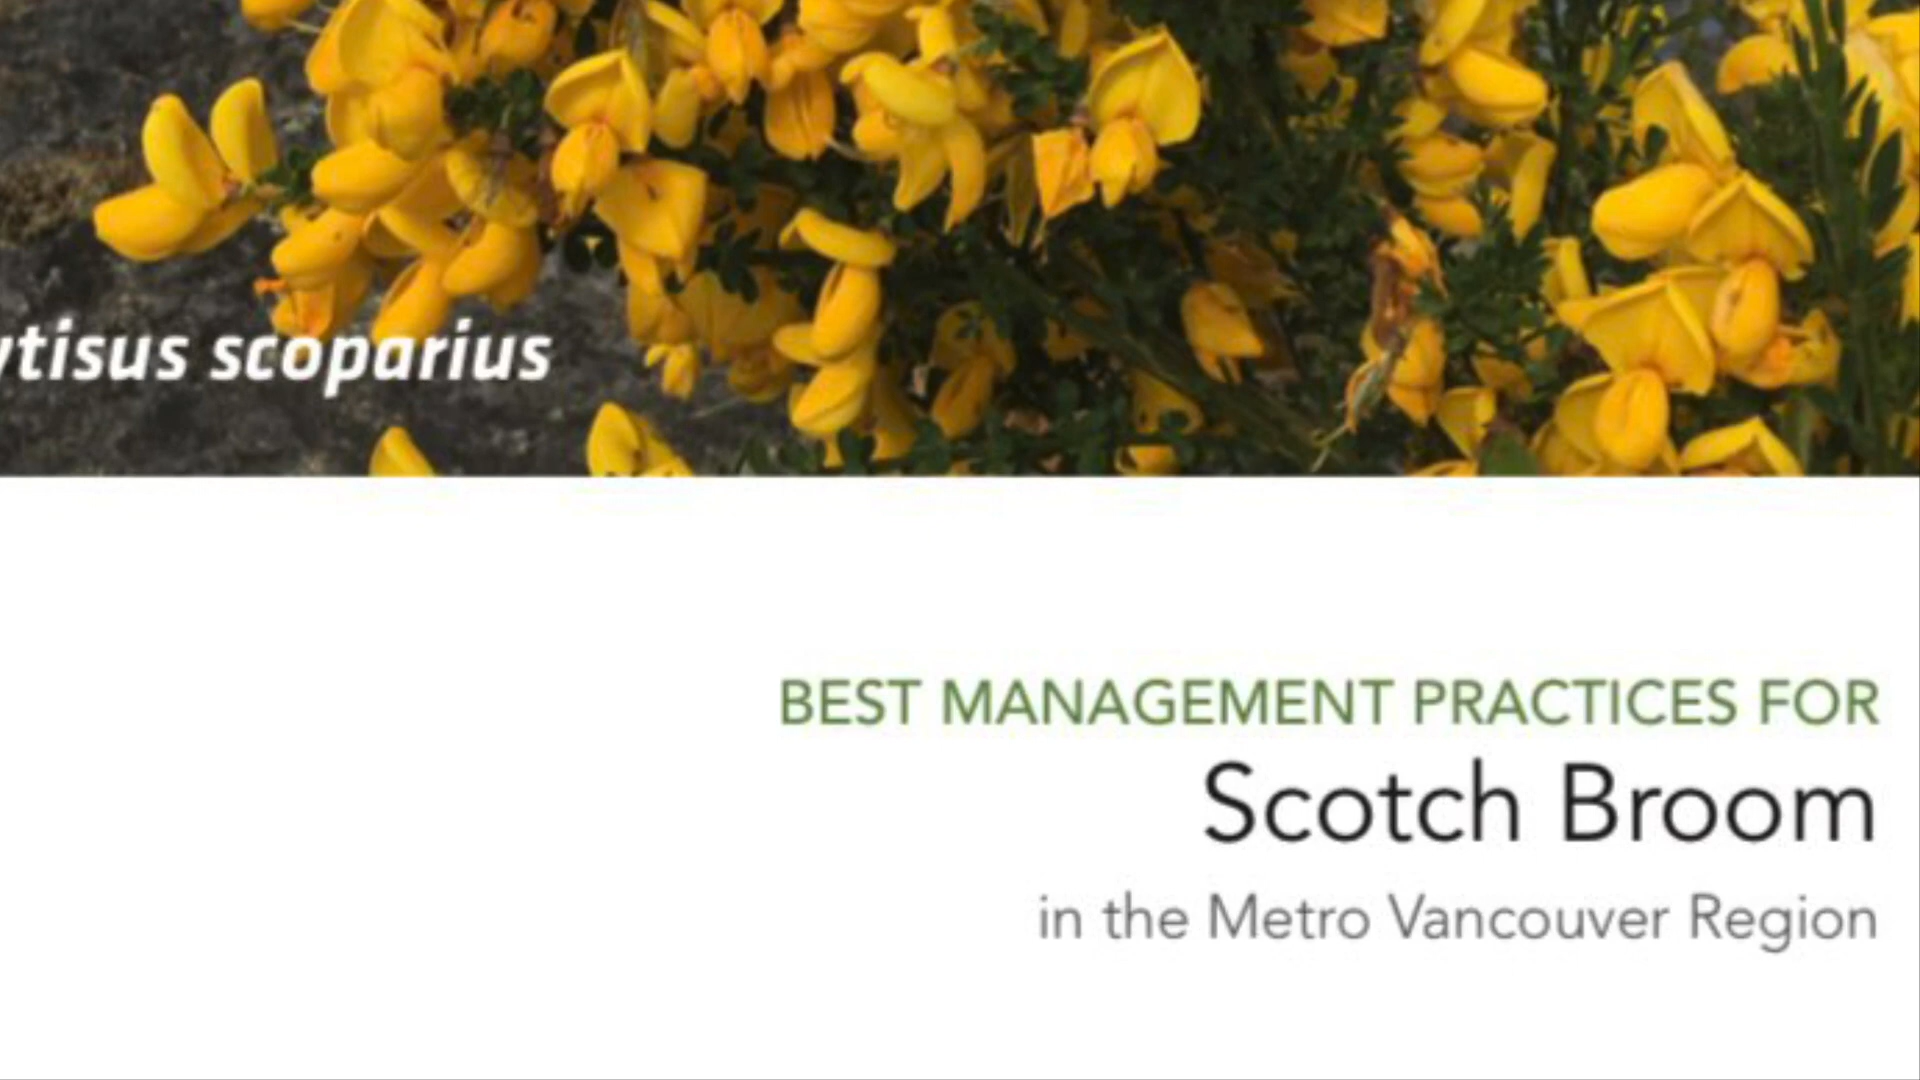 ytisus scoparius
BEST MANAGEMENT PRACTICES FOR
Scotch Broom
in the Metro Vancouver Region